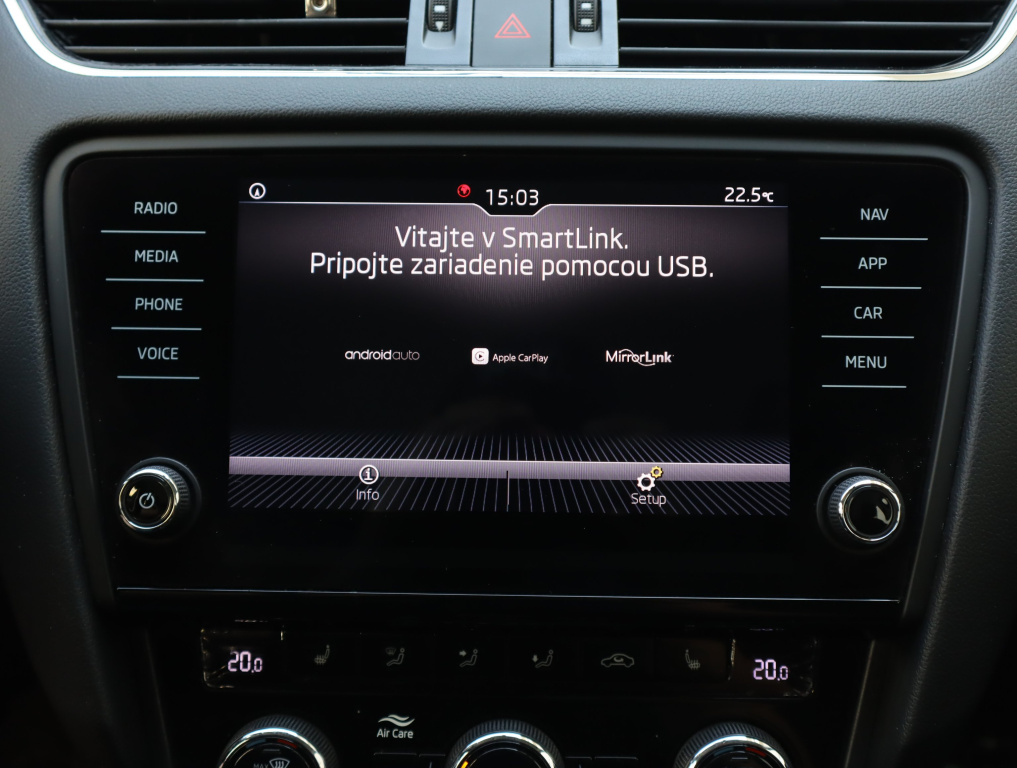 15:03
22.5°C
RADIO
MEDIA
PHONE
VOICE
Vitajte v SmartLink.
Pripojte zariadenie pomocou USB.
androidauto
Apple CarPlay
MirrorLink
Info
Setup
NAV
APP
CAR
MENU
20.0
20.0
Air Care
MAX